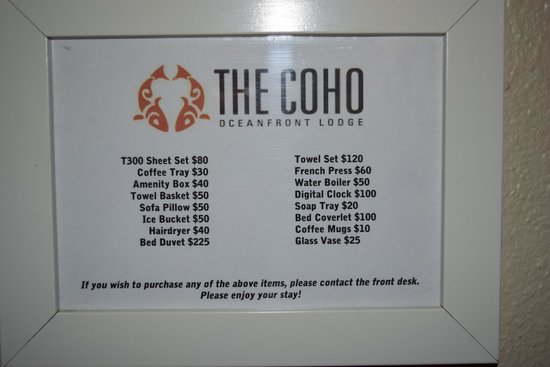 THE COHO
OCEANFRONT LODGE
T300 Sheet Set $80
Coffee Tray $30
Amenity Box $40
Towel Basket $50
Sofa Pillow $50
Ice Bucket $50
Hairdryer $40
Bed Duvet $225
Towel Set $120
French Press $60
Water Boiler $50
Digital Clock $100
Soap Tray $20
Bed Coverlet $100
Coffee Mugs $10
Glass Vase $25
If you wish to purchase any of the above items, please contact the front desk.
Please enjoy your stay!